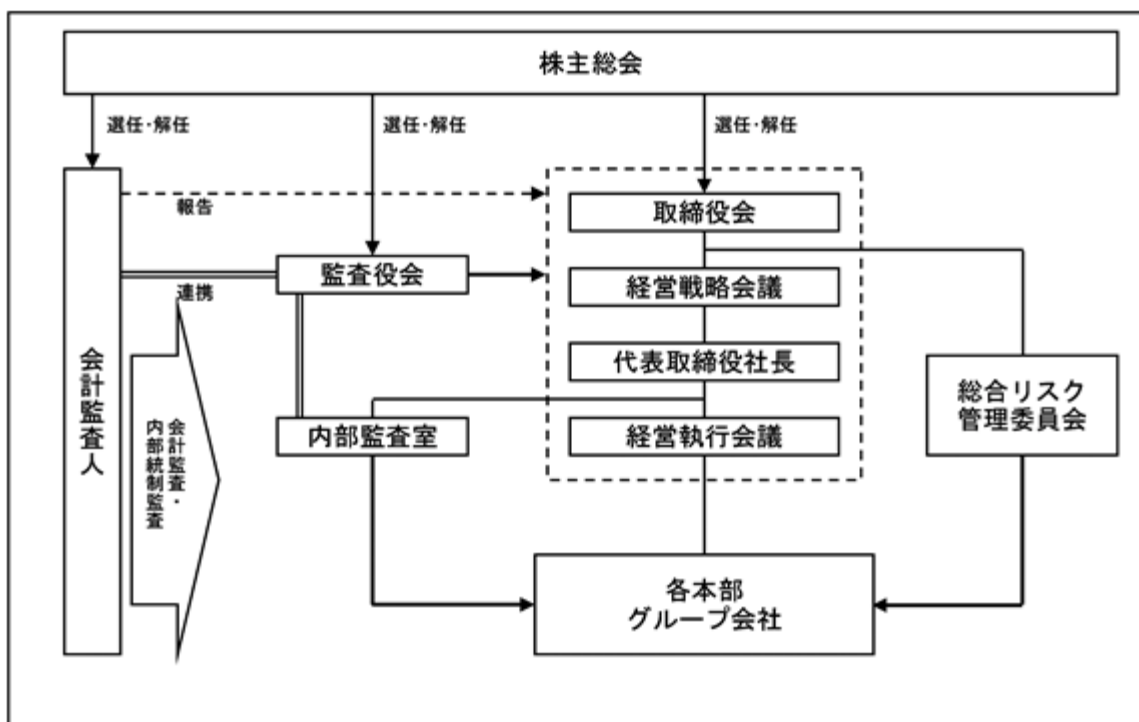 株主総会
選任・解任
選任・解任
選任・解任
報告
取締役会
監査役会
経営戦略会議
連携
代表取締役社長
会計監査人
会計監査・
内部統制監査
総合リスク
管理委員会
内部監査室
経営執行会議
各本部
グループ会社